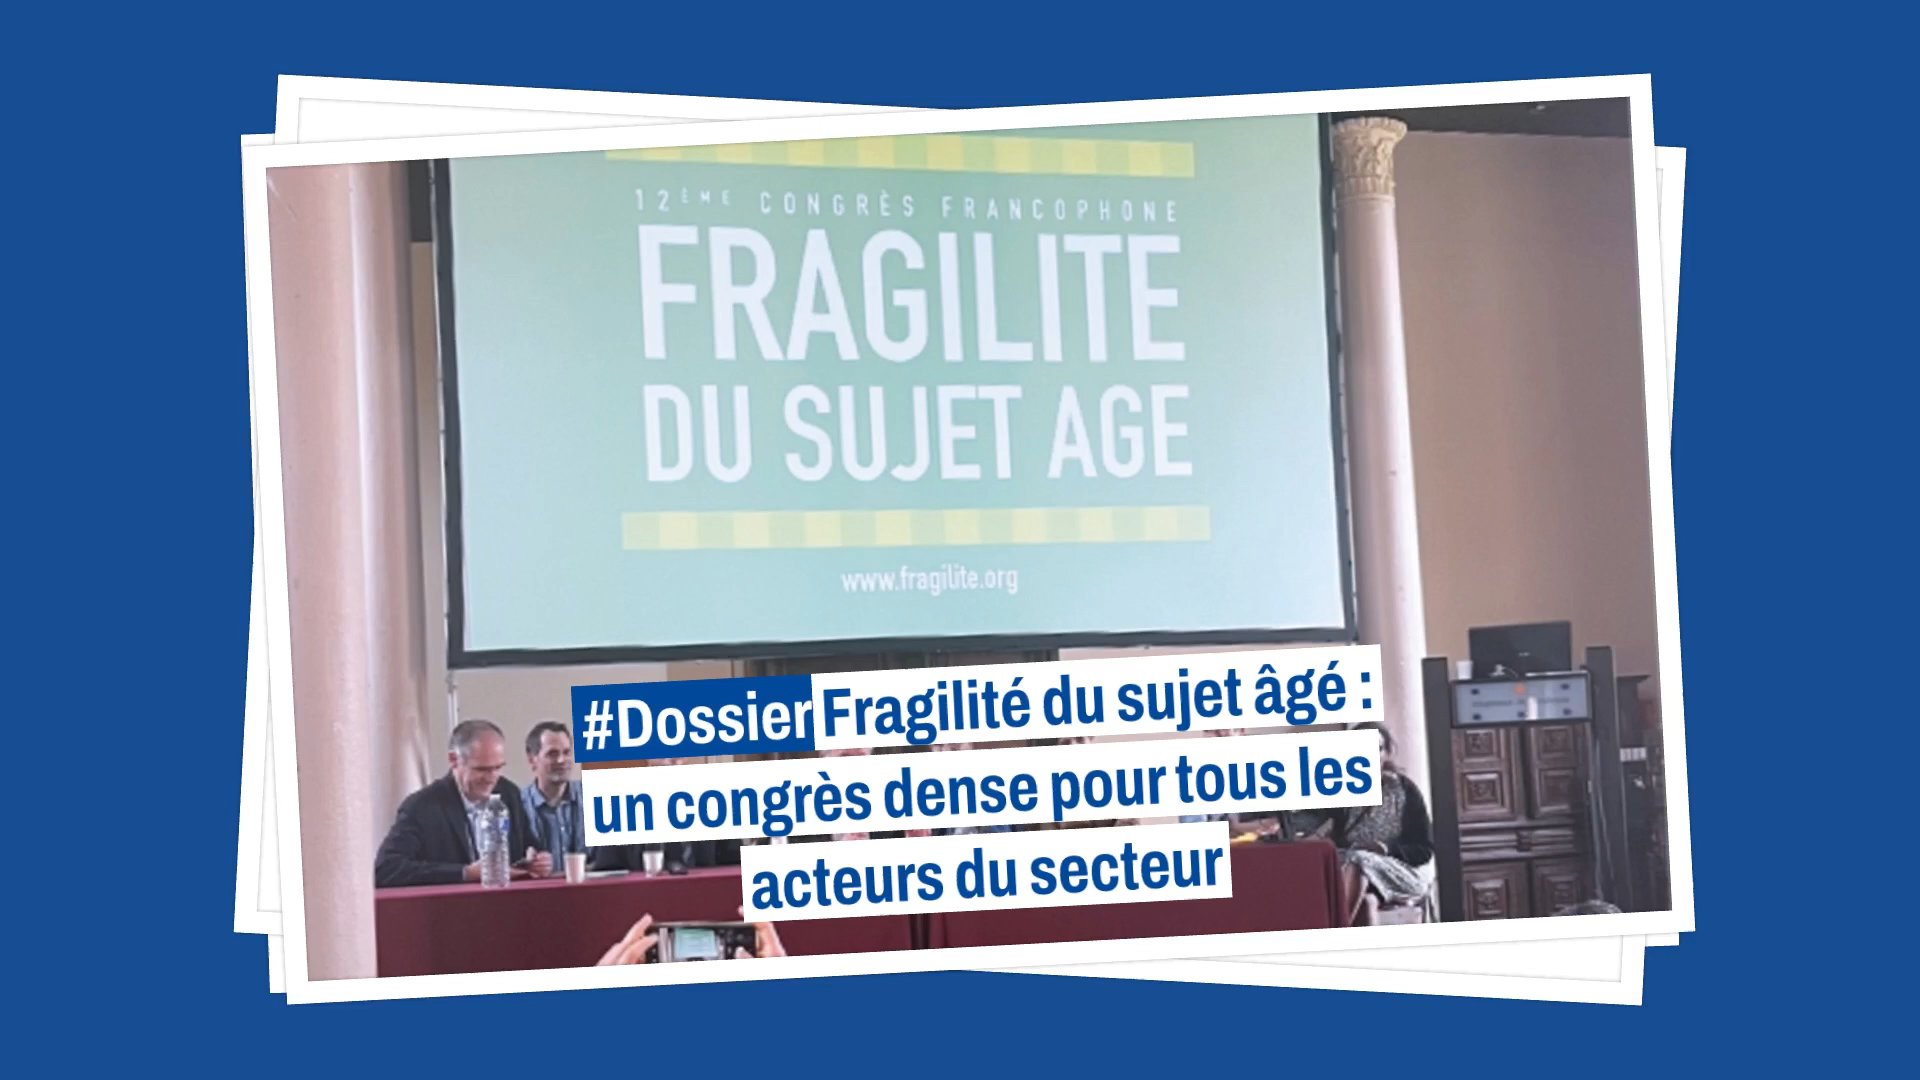 12ÈME CONGRÈS FRANCOPHONE
FRAGILITE
DU SUJET AGE
www.fragilite.org
#Dossier Fragilité du sujet âgé :
un congrès dense pour tous les
acteurs du secteur